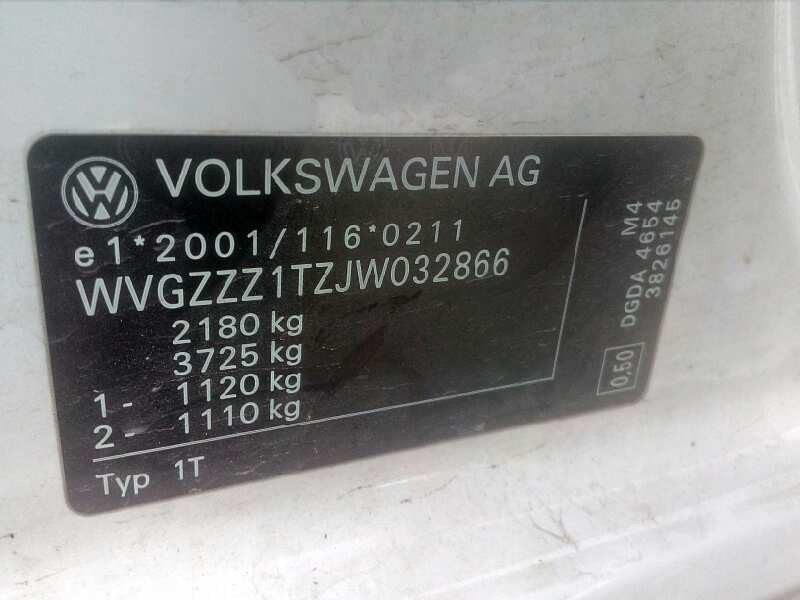 VOLKSWAGEN AG
e1*2001/116*0211
WVGZZZ1TZJW032866
2180 kg
3725 kg
1- 1120 kg
2- 1110 kg
Typ 1T
M4
DGDA 4654
3826145
0,50